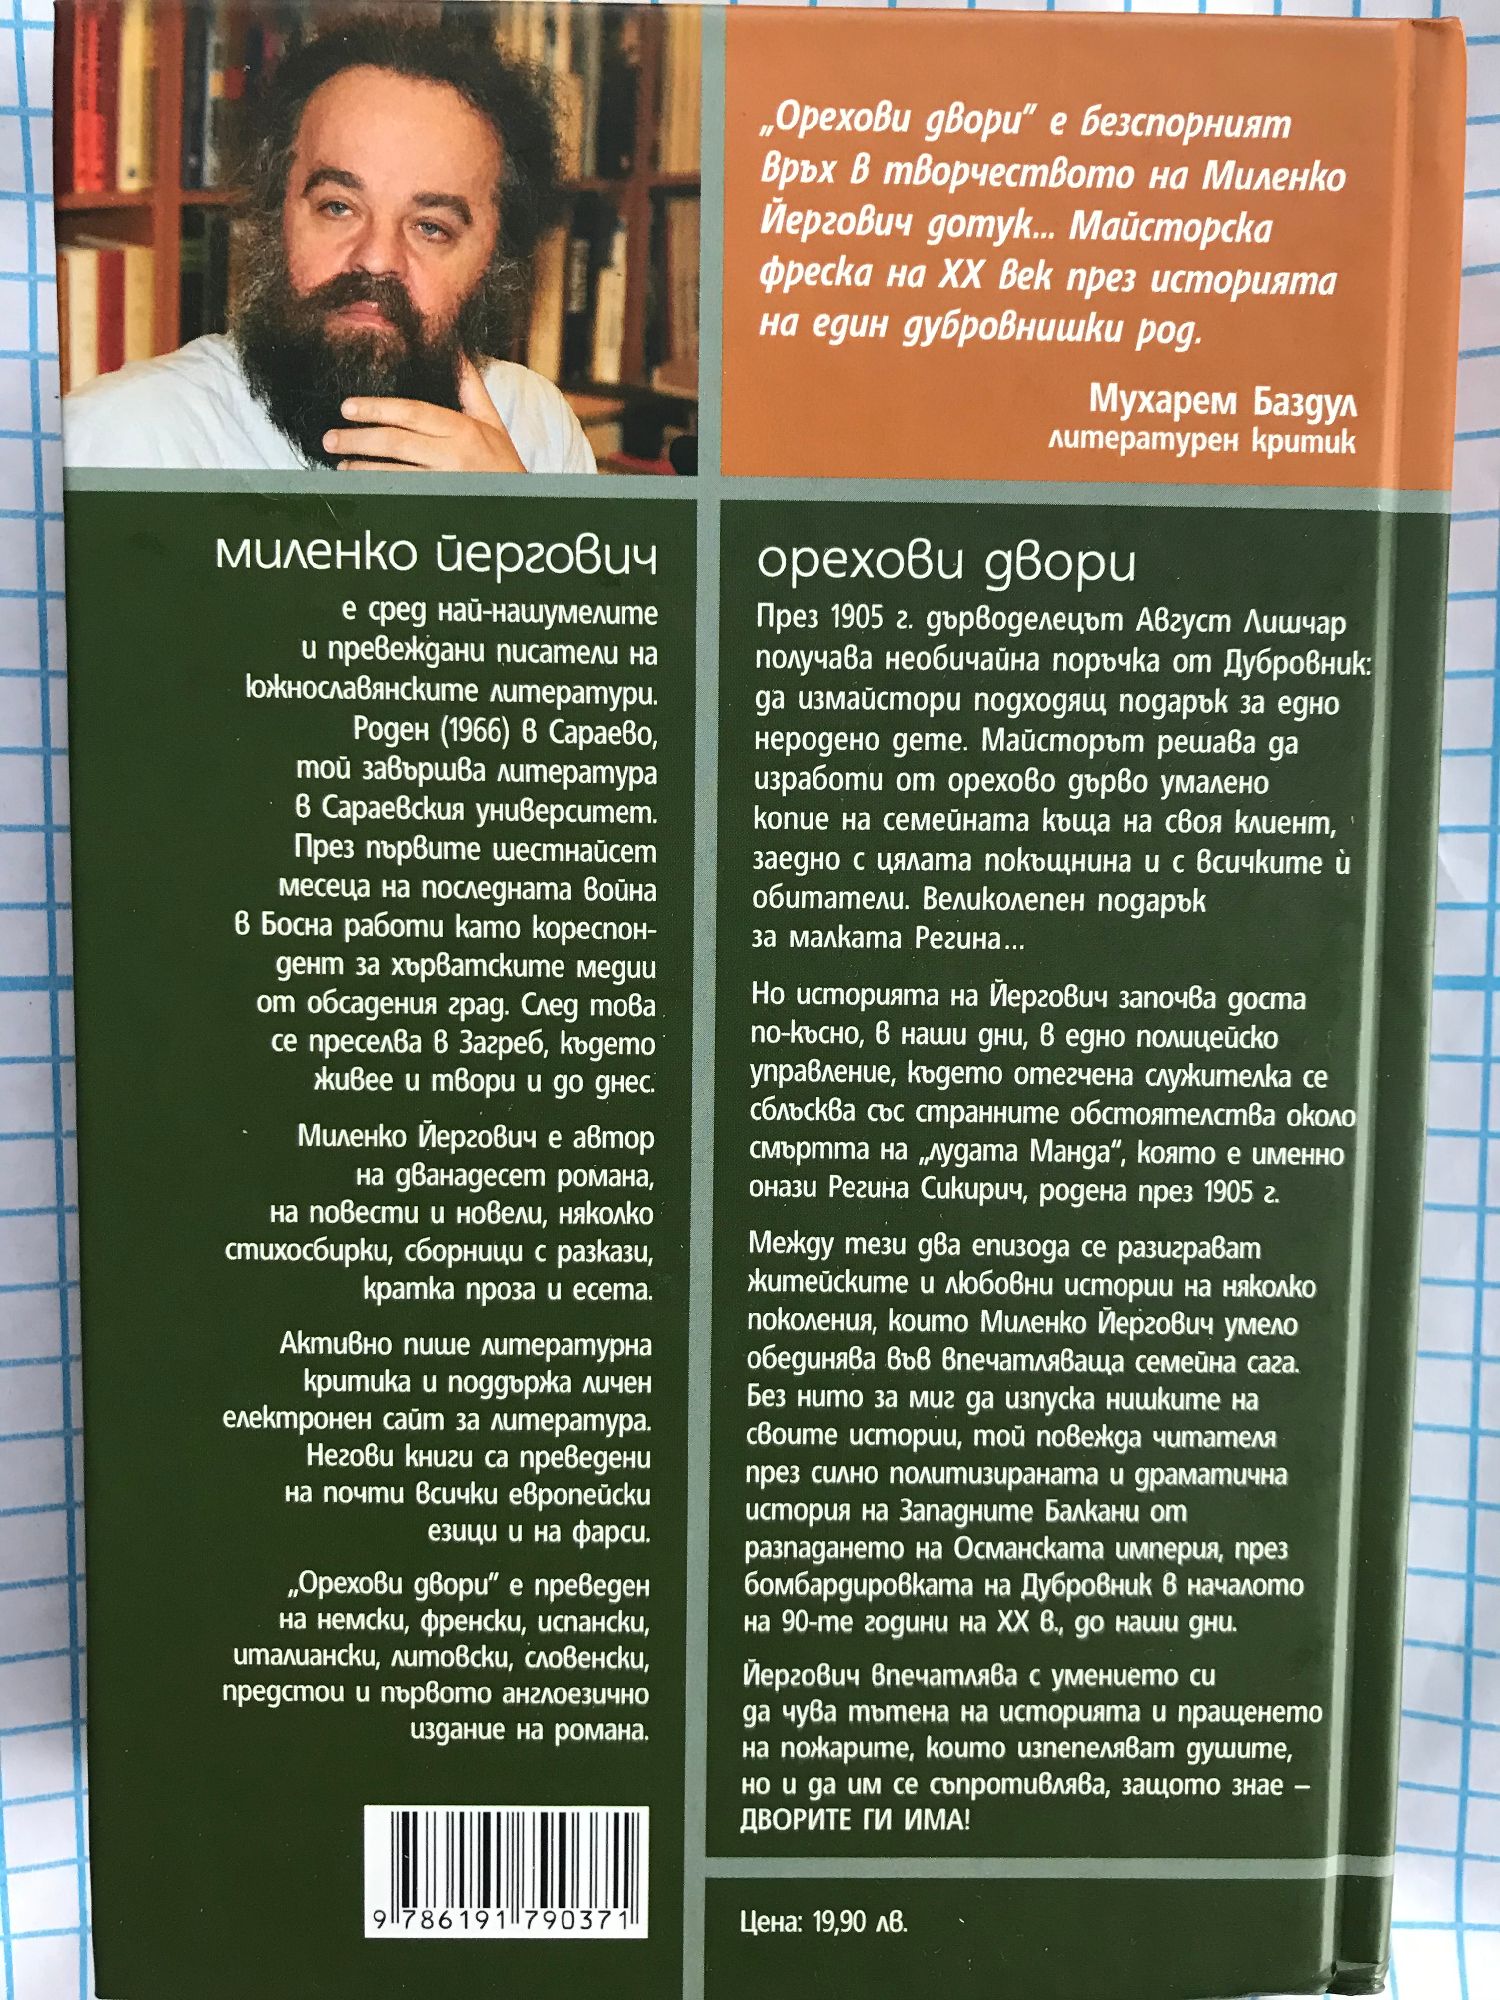 „Орехови двори” е безспорният
връх в творчеството на Миленко
Йергович дотук... Майсторска
фреска на ХХ век през историята
на един дубровнишки род.
Мухарем Баздул
литературен критик
миленко йергович
е сред най-нашумелите
и превеждани писатели на
южнославянските литератури.
Роден (1966) в Сараево,
той завършва литература
в Сараевския университет.
През първите шестнайсет
месеца на последната война
в Босна работи като кореспон-
дент за хърватските медии
от обсадения град. След това
се преселва в Загреб, където
живее и твори и до днес.
Миленко Йергович е автор
на дванадесет романа,
на повести и новели, няколко
стихосбирки, сборници с разкази,
кратка проза и есета.
Активно пише литературна
критика и поддържа личен
електронен сайт за литература.
Негови книги са преведени
на почти всички европейски
езици и на фарси.
„Орехови двори” е преведен
на немски, френски, испански,
италиански, литовски, словенски,
предстои и първото англоезично
издание на романа.
9 786191 790371
орехови двори
През 1905 г. дърводелецът Август Лишчар
получава необичайна поръчка от Дубровник:
да измайстори подходящ подарък за едно
неродено дете. Майсторът решава да
изработи от орехово дърво умалено
копие на семейната къща на своя клиент,
заедно с цялата покъщнина и с всичките ѝ
обитатели. Великолепен подарък
за малката Регина...
Но историята на Йергович започва доста
по-късно, в наши дни, в едно полицейско
управление, където отегчена служителка се
сблъсква със странните обстоятелства около
смъртта на „лудата Манда“, която е именно
онази Регина Сикирич, родена през 1905 г.
Между тези два епизода се разиграват
житейските и любовни истории на няколко
поколения, които Миленко Йергович умело
обединява във впечатляваща семейна сага.
Без нито за миг да изпуска нишките на
своите истории, той повежда читателя
през силно политизираната и драматична
история на Западните Балкани от
разпадането на Османската империя, през
бомбардировката на Дубровник в началото
на 90-те години на ХХ в., до наши дни.
Йергович впечатлява с умението си
да чува тътена на историята и пращенето
на пожарите, които изпепеляват душите,
но и да им се съпротивлява, защото знае –
ДВОРИТЕ ГИ ИМА!
Цена: 19,90 лв.